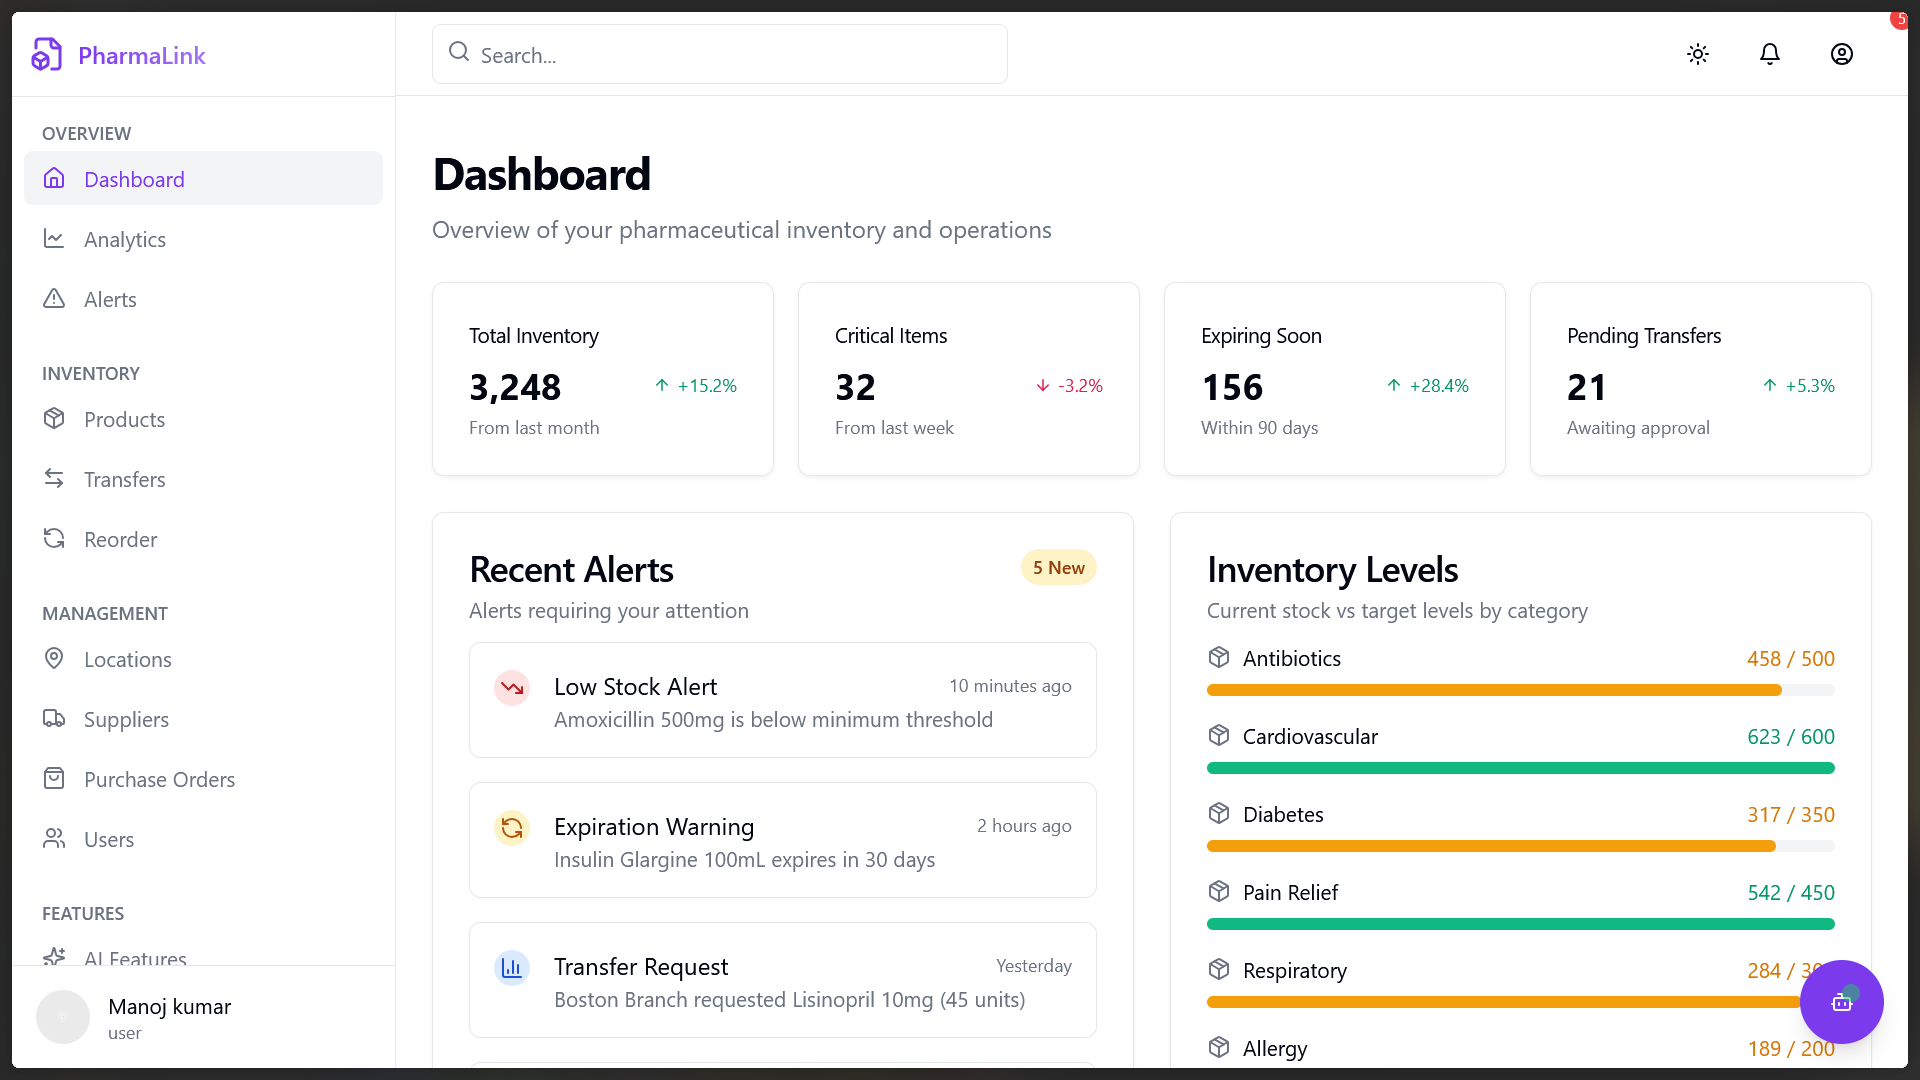 PharmaLink
OVERVIEW
Dashboard
Analytics
Alerts
INVENTORY
Products
Transfers
Reorder
MANAGEMENT
Locations
Suppliers
Purchase Orders
Users
FEATURES
AI Features
Manoj kumar
user
Search...
5
Dashboard
Overview of your pharmaceutical inventory and operations
Total Inventory
3,248 +15.2%
From last month
Critical Items
32 -3.2%
From last week
Expiring Soon
156 +28.4%
Within 90 days
Pending Transfers
21 +5.3%
Awaiting approval
Recent Alerts 5 New
Alerts requiring your attention
Low Stock Alert 10 minutes ago
Amoxicillin 500mg is below minimum threshold
Expiration Warning 2 hours ago
Insulin Glargine 100mL expires in 30 days
Transfer Request Yesterday
Boston Branch requested Lisinopril 10mg (45 units)
Inventory Levels
Current stock vs target levels by category
Antibiotics 458 / 500
Cardiovascular 623 / 600
Diabetes 317 / 350
Pain Relief 542 / 450
Respiratory 284 /
Allergy 189 / 200